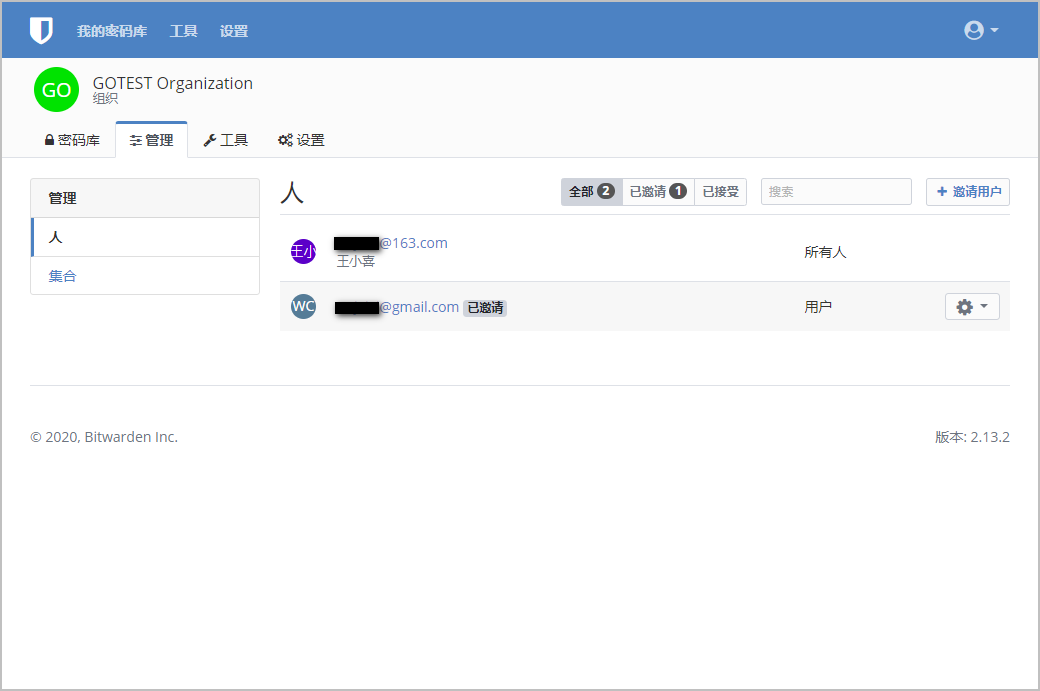 我的密码库 工具 设置
GO GOTEST Organization
组织
密码库 管理 工具 设置
管理
人
集合
人 全部 2 已邀请 1 已接受 搜索 + 邀请用户
王小 @163.com 所有人
王小喜
WC @gmail.com 已邀请 用户
© 2020, Bitwarden Inc. 版本: 2.13.2